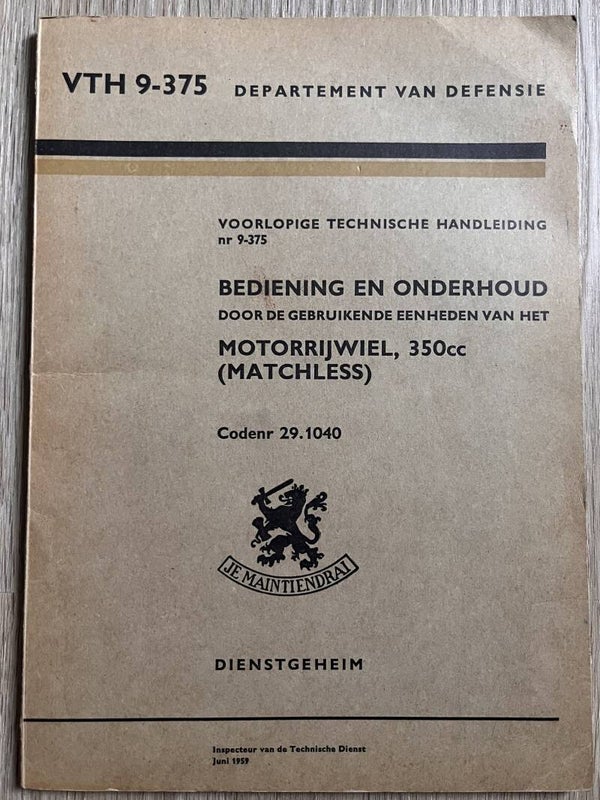 VTH 9-375 DEPARTEMENT VAN DEFENSIE
VOORLOPIGE TECHNISCHE HANDLEIDING
nr 9-375
BEDIENING EN ONDERHOUD
DOOR DE GEBRUIKENDE EENHEDEN VAN HET
MOTORRIJWIEL, 350cc
(MATCHLESS)
Codenr 29.1040
JE MAINTIENDRAI
DIENSTGEHEIM
Inspecteur van de Technische Dienst
Juni 1959